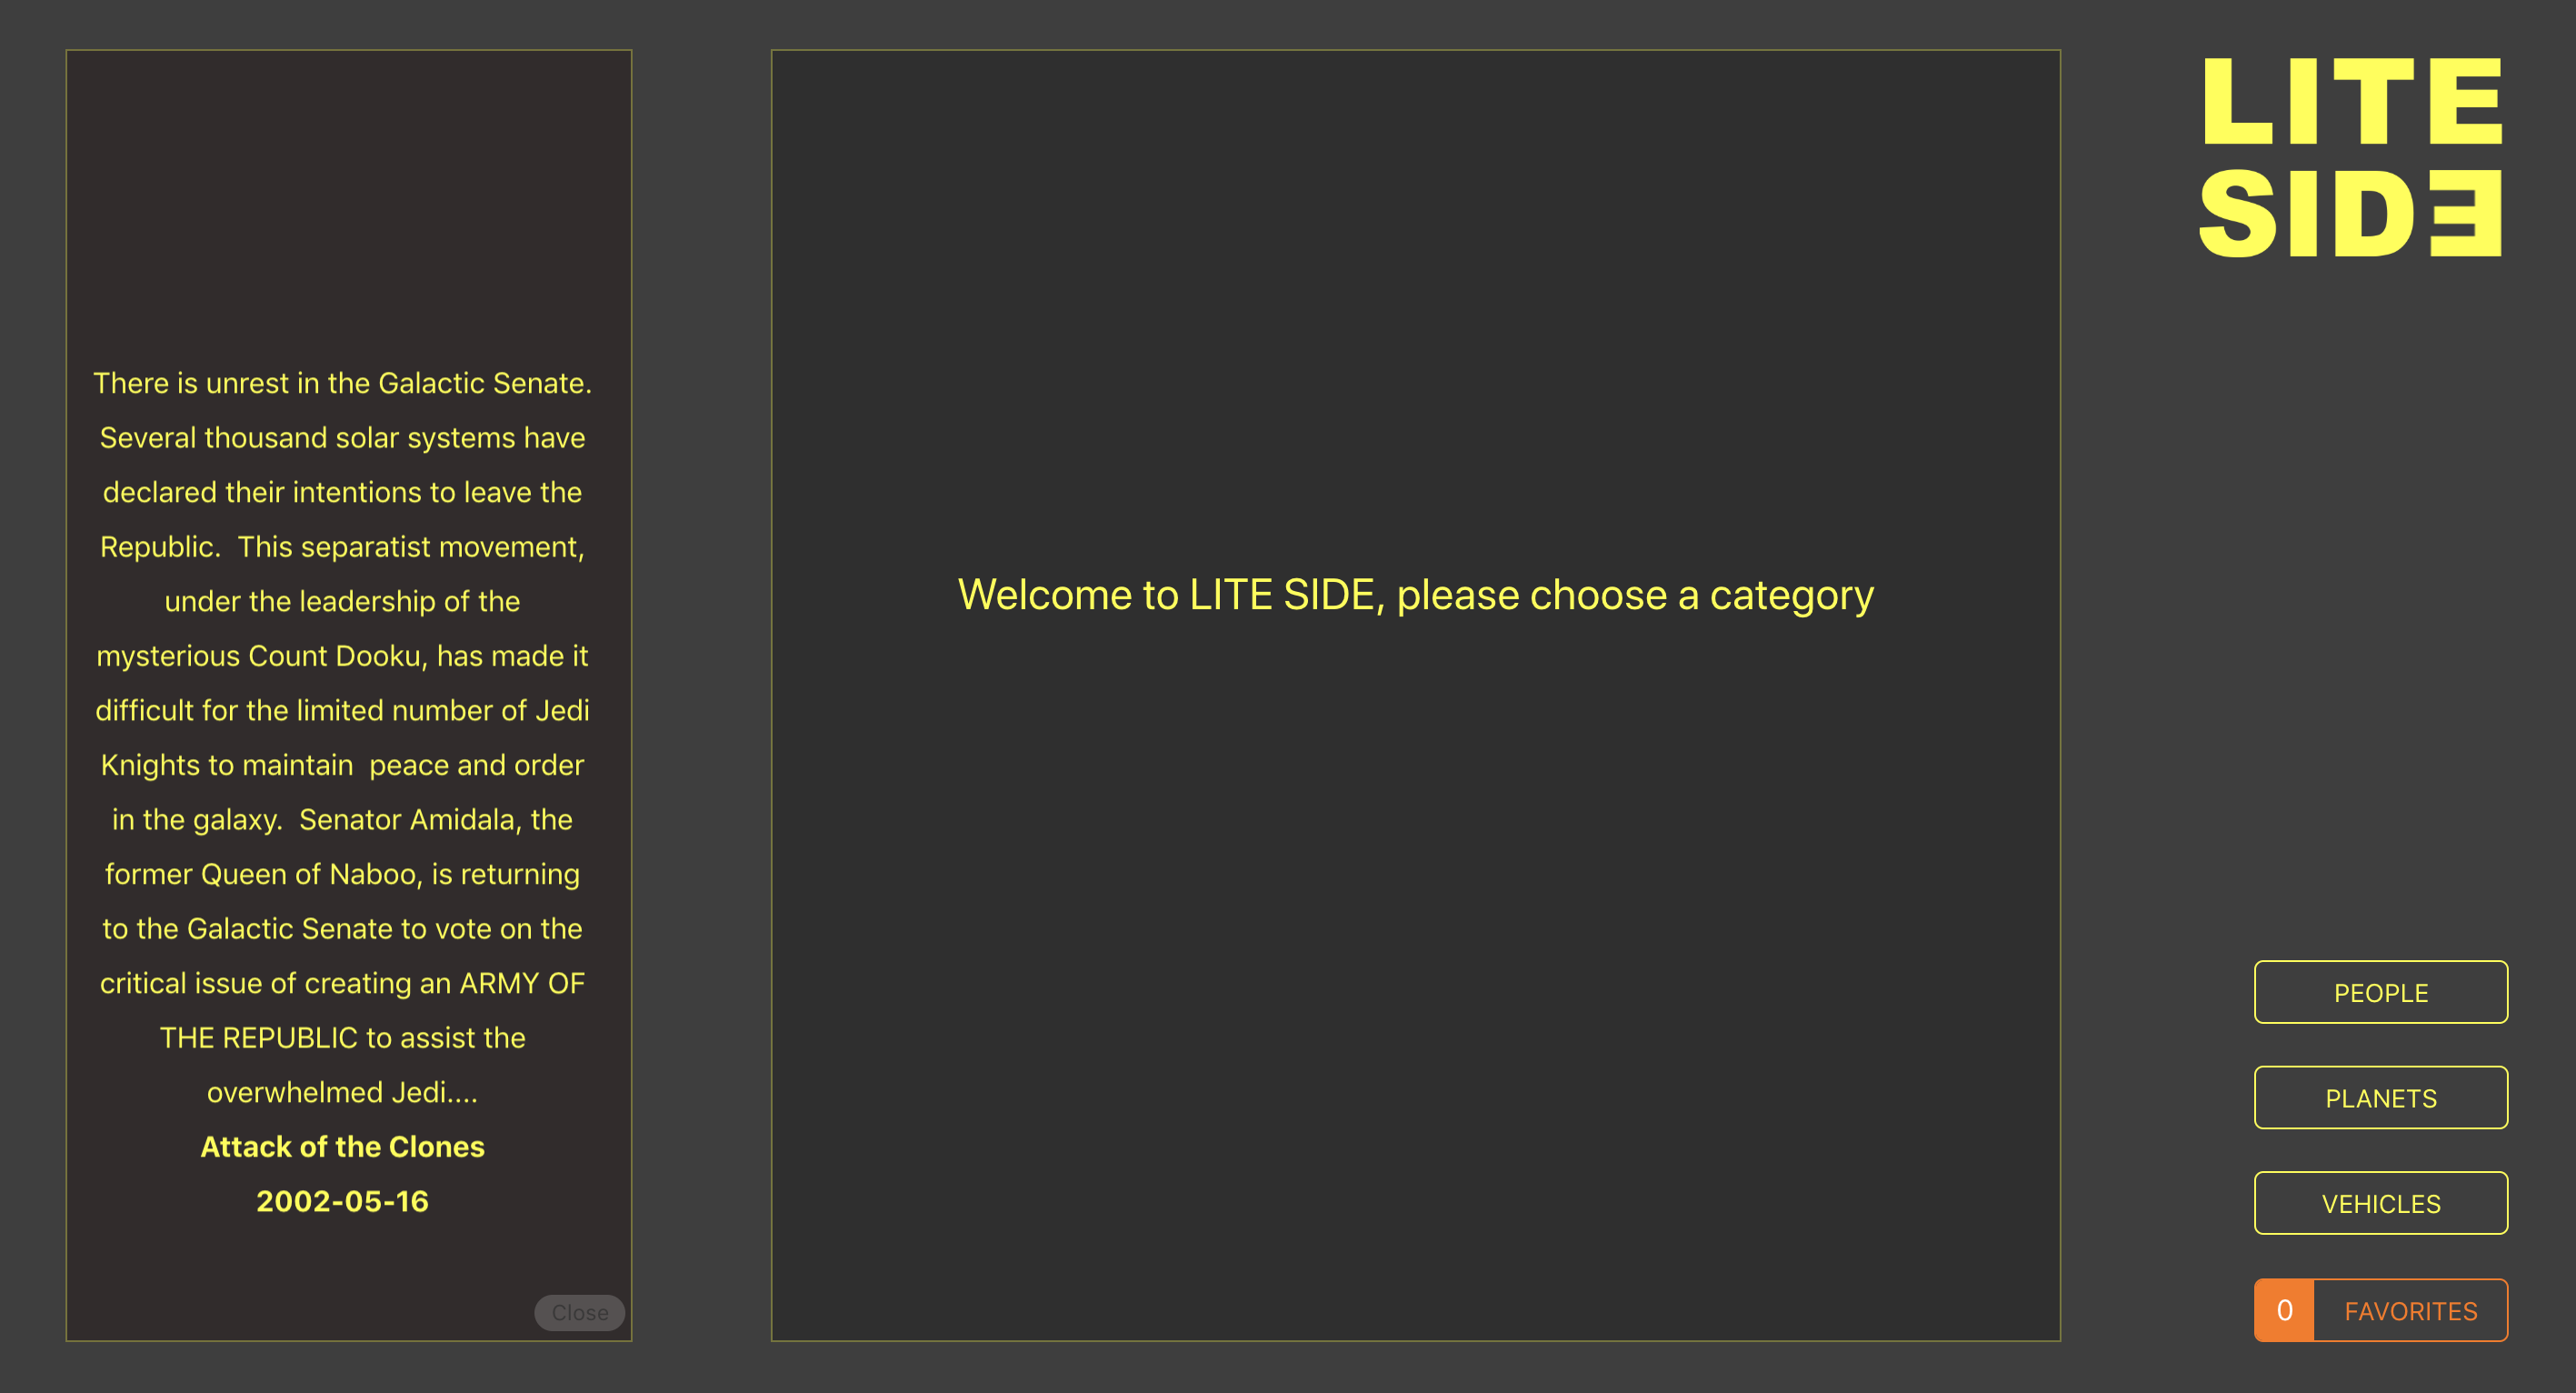 There is unrest in the Galactic Senate.
Several thousand solar systems have
declared their intentions to leave the
Republic.  This separatist movement,
under the leadership of the
mysterious Count Dooku, has made it
difficult for the limited number of Jedi
Knights to maintain  peace and order
in the galaxy.  Senator Amidala, the
former Queen of Naboo, is returning
to the Galactic Senate to vote on the
critical issue of creating an ARMY OF
THE REPUBLIC to assist the
overwhelmed Jedi....
Attack of the Clones
2002-05-16
Close
Welcome to LITE SIDE, please choose a category
LITE
SIDE
PEOPLE
PLANETS
VEHICLES
0 FAVORITES